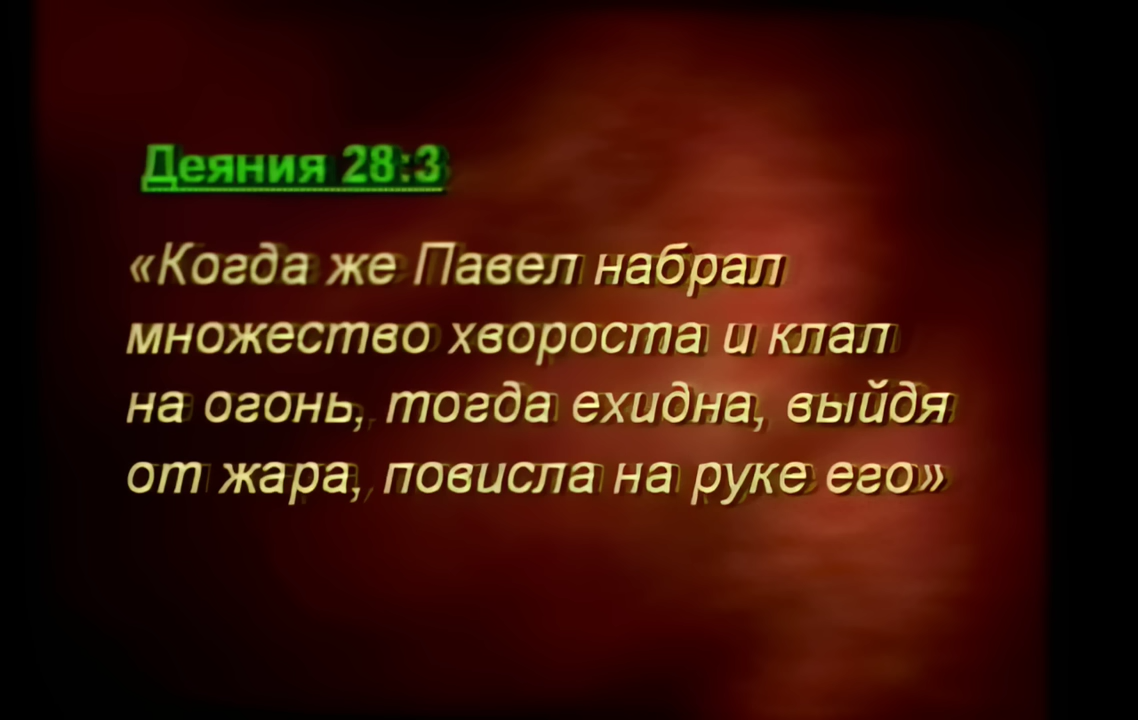 Деяния 28:3
«Когда же Павел набрал
множество хвороста и клал
на огонь, тогда ехидна, выйдя
от жара, повисла на руке его»